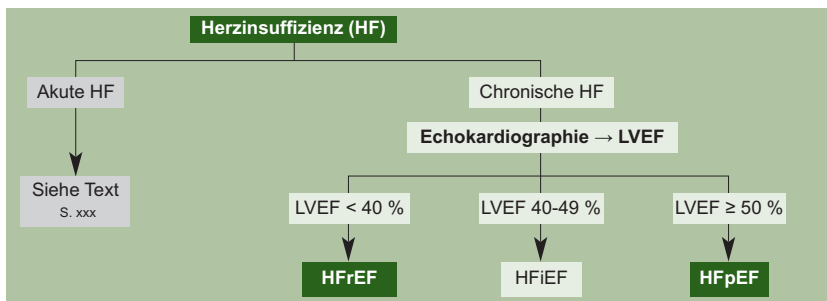 Herzinsuffizienz (HF)
Akute HF
Chronische HF
Echokardiographie → LVEF
Siehe Text
S. xxx
LVEF < 40 %
LVEF 40-49 %
LVEF ≥ 50 %
HFrEF
HFiEF
HFpEF